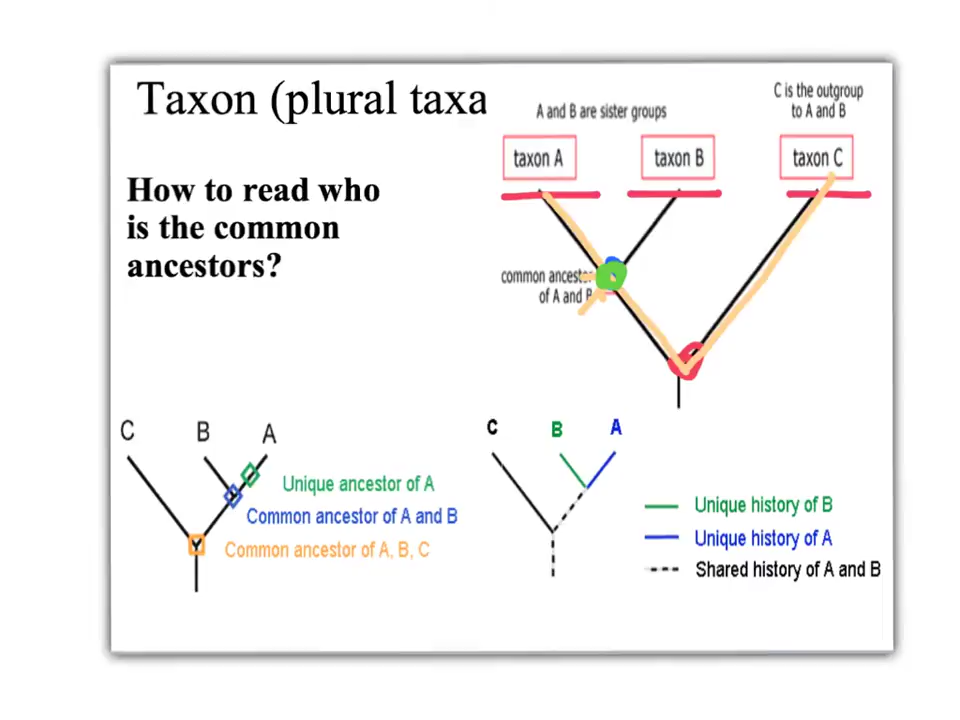 Taxon (plural taxa
How to read who
is the common
ancestors?
A and B are sister groups
C is the outgroup
to A and B
taxon A
taxon B
taxon C
common ancestor
of A and B
C
B
A
Unique ancestor of A
Common ancestor of A and B
Common ancestor of A, B, C
C
B
A
Unique history of B
Unique history of A
Shared history of A and B